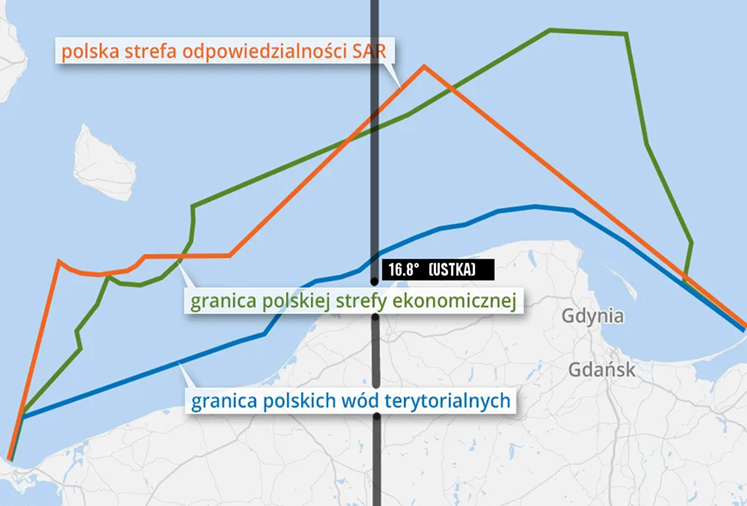 polska strefa odpowiedzialności SAR
16.8° (USTKA)
granica polskiej strefy ekonomicznej
Gdynia
Gdańsk
granica polskich wód terytorialnych